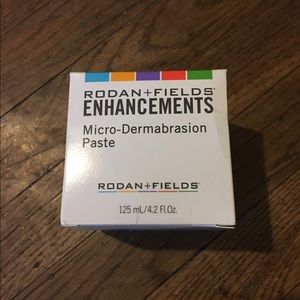 RODAN+FIELDS
ENHANCEMENTS
Micro-Dermabrasion
Paste
RODAN+FIELDS
125 mL/4.2 Fl.Oz.